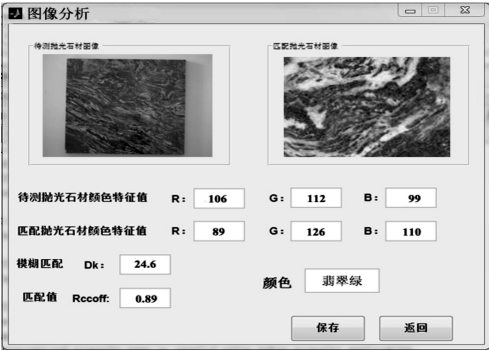 图像分析
待测抛光石材图像 匹配抛光石材图像
待测抛光石材颜色特征值 R: 106 G: 112 B: 99
匹配抛光石材颜色特征值 R: 89 G: 126 B: 110
模糊匹配 Dk: 24.6
颜色 翡翠绿
匹配值 Rccoff: 0.89
保存 返回